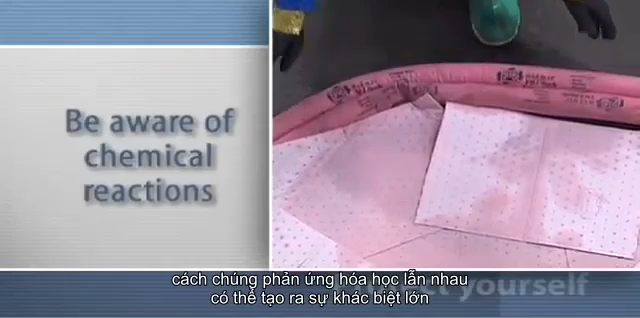 Be aware of
chemical
reactions
cách chúng phản ứng hóa học lẫn nhau
có thể tạo ra sự khác biệt lớn
yourself